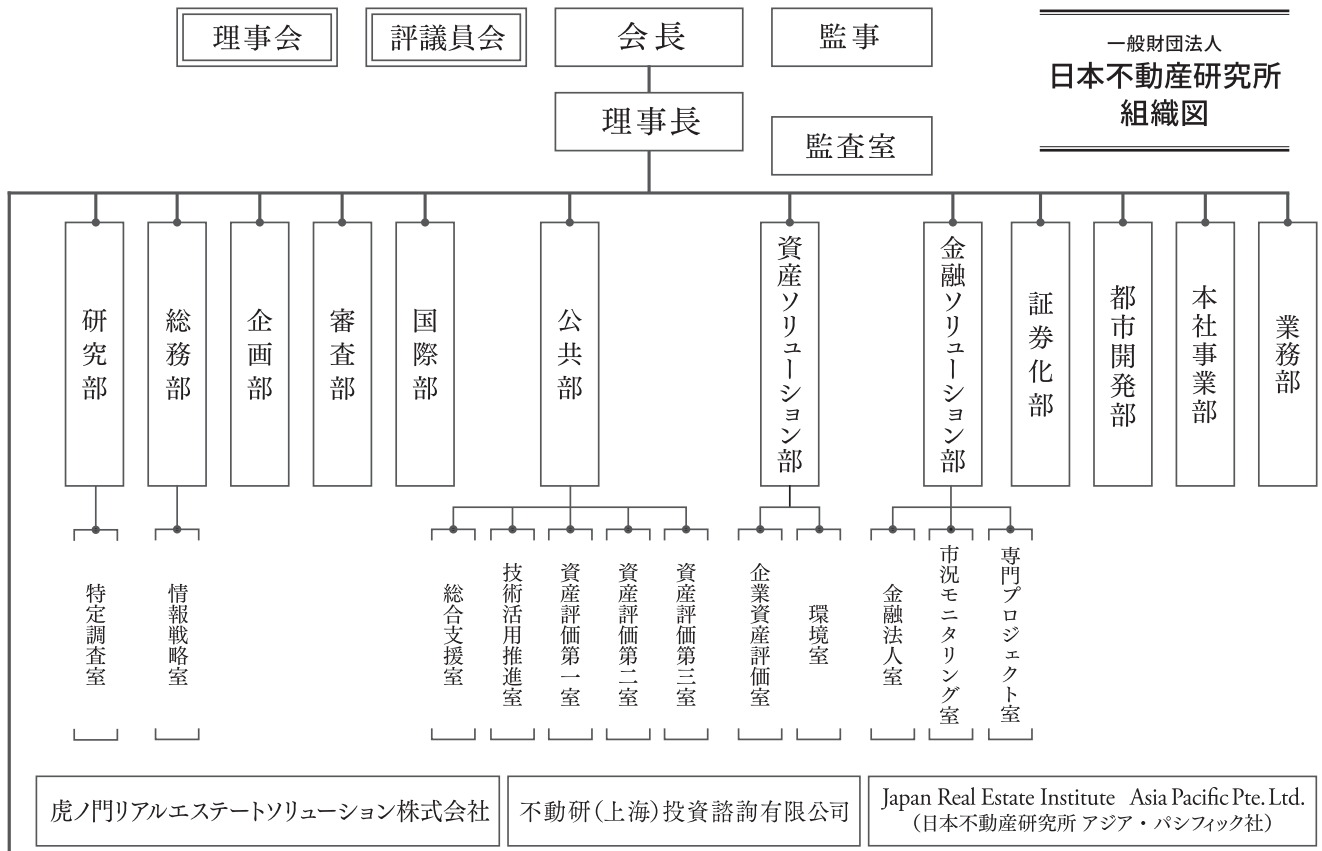 理事会
評議員会
会長
監事
理事長
監査室
一般財団法人
日本不動産研究所
組織図
研究部
総務部
企画部
審査部
国際部
公共部
資産ソリューション部
金融ソリューション部
証券化部
都市開発部
本社事業部
業務部
特定調査室
情報戦略室
総合支援室
技術活用推進室
資産評価第一室
資産評価第二室
資産評価第三室
企業資産評価室
環境室
金融法人室
市況モニタリング室
専門プロジェクト室
虎ノ門リアルエステートソリューション株式会社
不動研（上海）投資諮詢有限公司
Japan Real Estate Institute Asia Pacific Pte. Ltd.
（日本不動産研究所 アジア・パシフィック社）